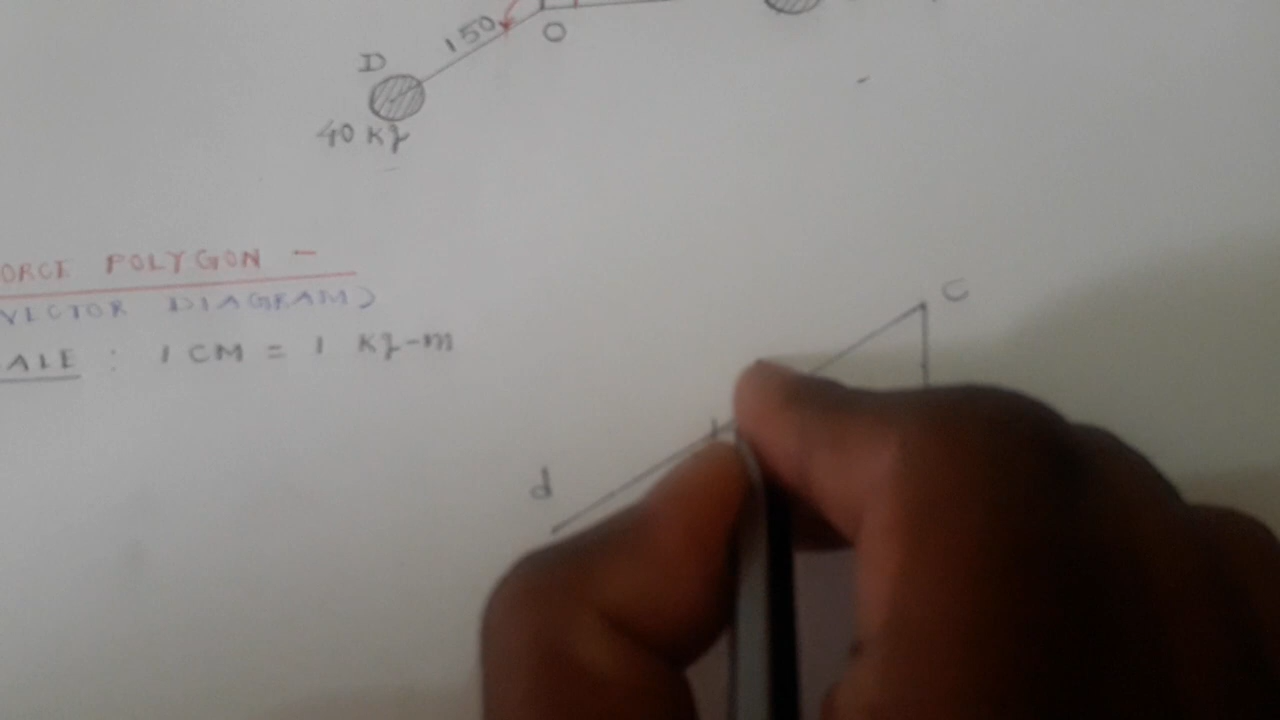 150
O
D
40 Kg
ORCE POLYGON -
VECTOR DIAGRAM)
ALE : 1 CM = 1 Kg-m
C
d